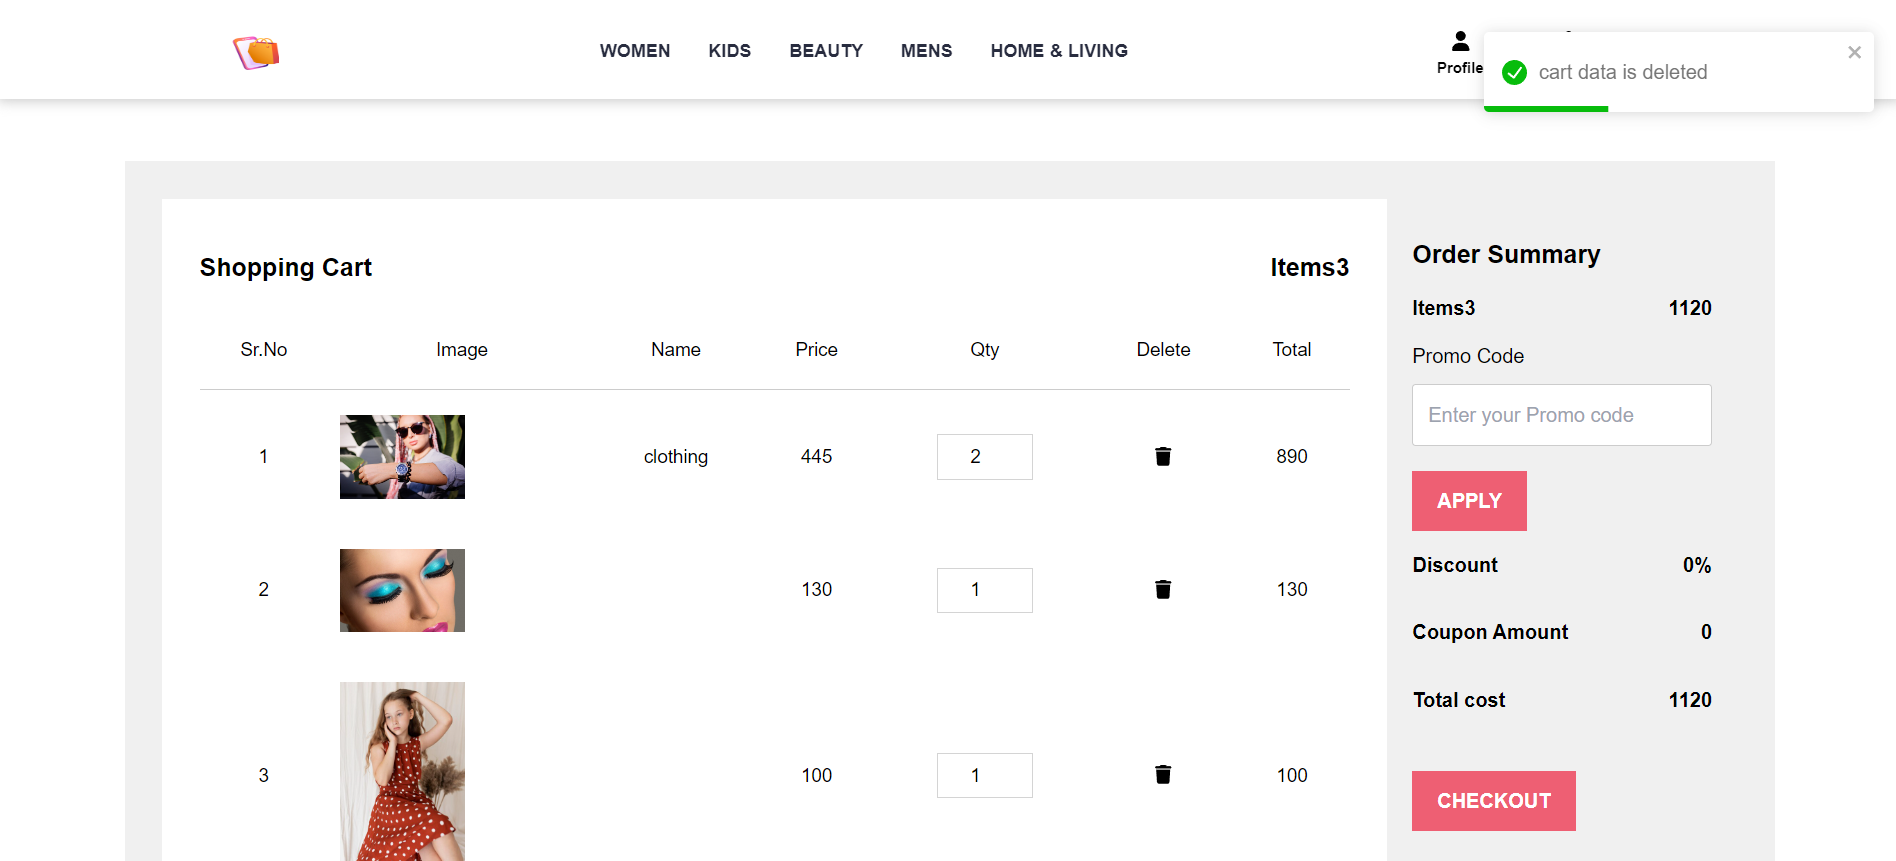 WOMEN KIDS BEAUTY MENS HOME & LIVING
Profile
cart data is deleted
Shopping Cart Items3
Sr.No Image Name Price Qty Delete Total
1 clothing 445 2 890
2 130 1 130
3 100 1 100
Order Summary
Items3 1120
Promo Code
Enter your Promo code
APPLY
Discount 0%
Coupon Amount 0
Total cost 1120
CHECKOUT